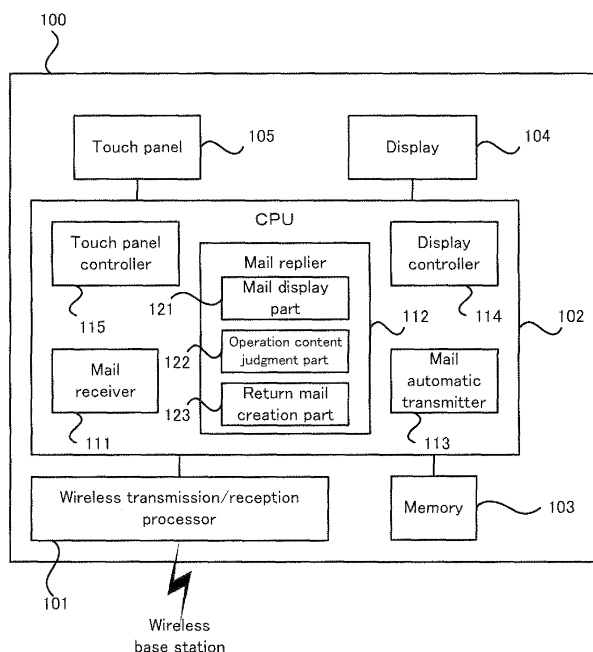 100
Touch panel
105
Display
104
CPU
Touch panel
controller
115
Mail replier
Mail display
part
121
Operation content
judgment part
122
Return mail
creation part
123
112
Display
controller
114
102
Mail
receiver
111
Mail
automatic
transmitter
113
Wireless transmission/reception
processor
101
Memory
103
Wireless
base station